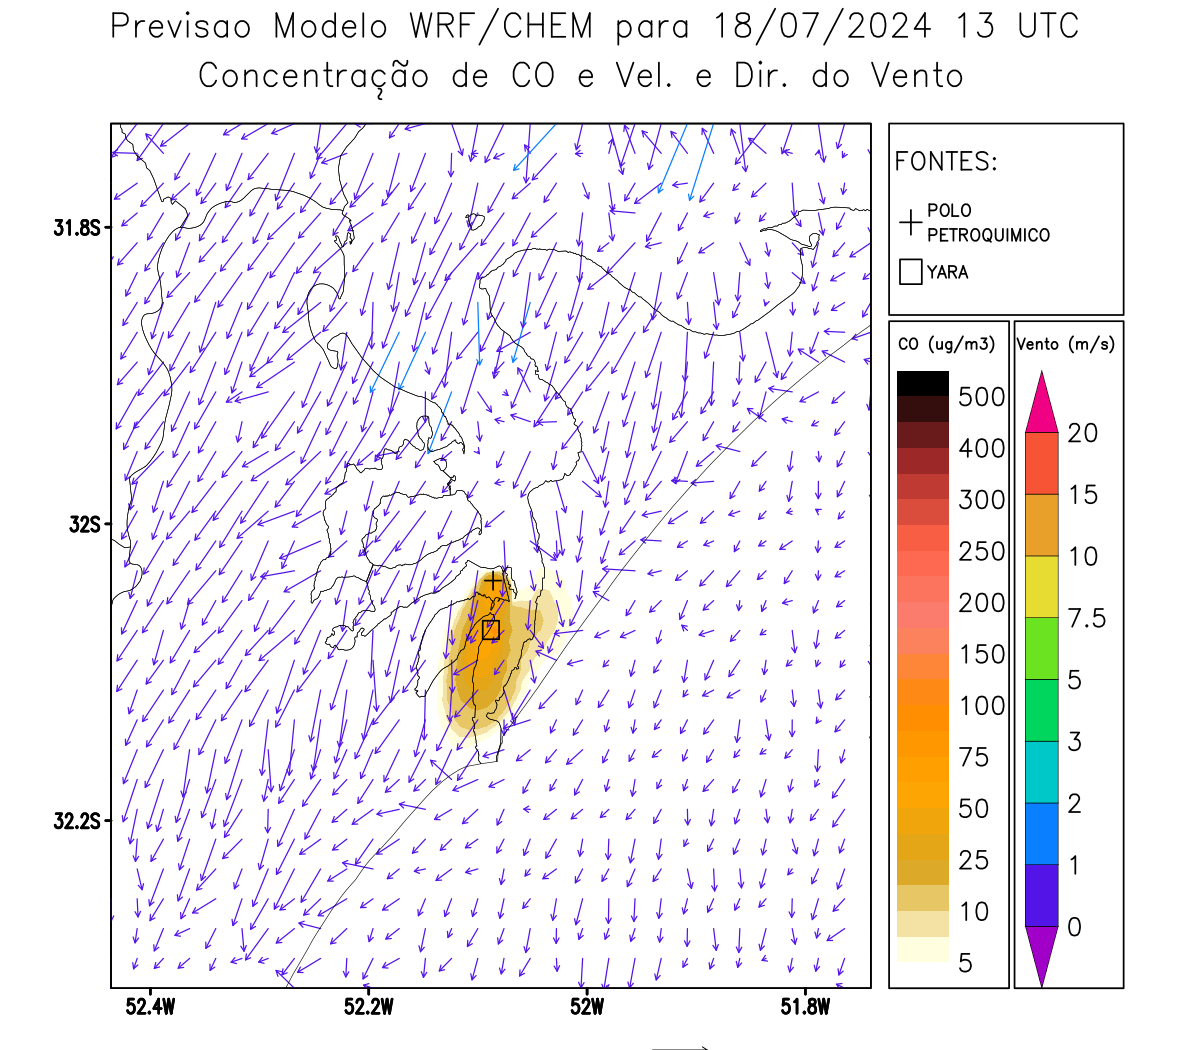 Previsao Modelo WRF/CHEM para 18/07/2024 13 UTC
Concentração de CO e Vel. e Dir. do Vento
FONTES:
POLO
PETROQUIMICO
YARA
CO (ug/m3)
500
400
300
250
200
150
100
75
50
25
10
5
Vento (m/s)
20
15
10
7.5
5
3
2
1
0
31.8S
32S
32.2S
52.4W
52.2W
52W
51.8W